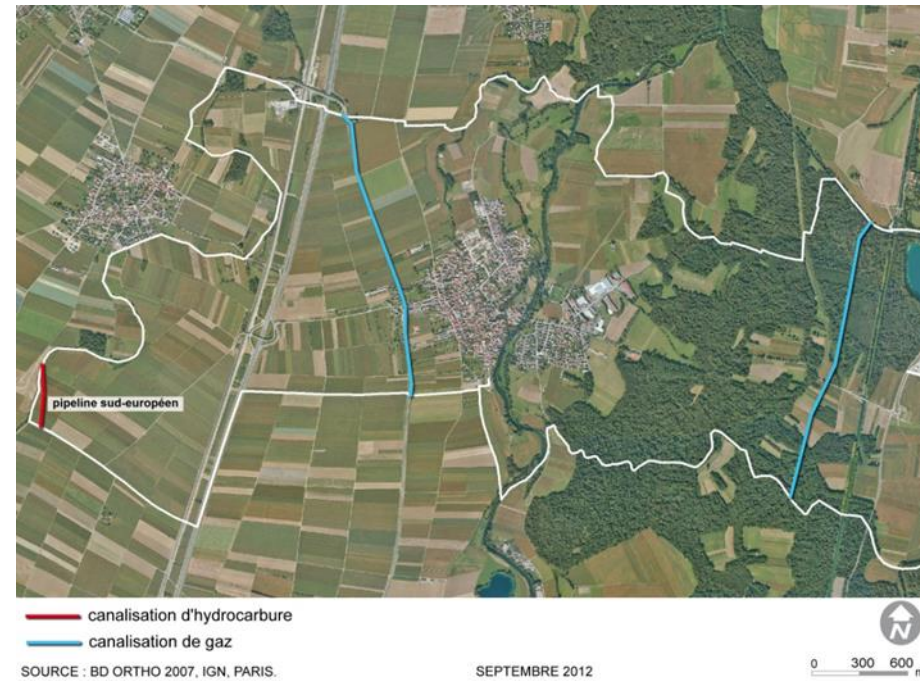 pipeline sud-européen
canalisation d'hydrocarbure
canalisation de gaz
N
SOURCE : BD ORTHO 2007, IGN, PARIS.
SEPTEMBRE 2012
0 300 600 m